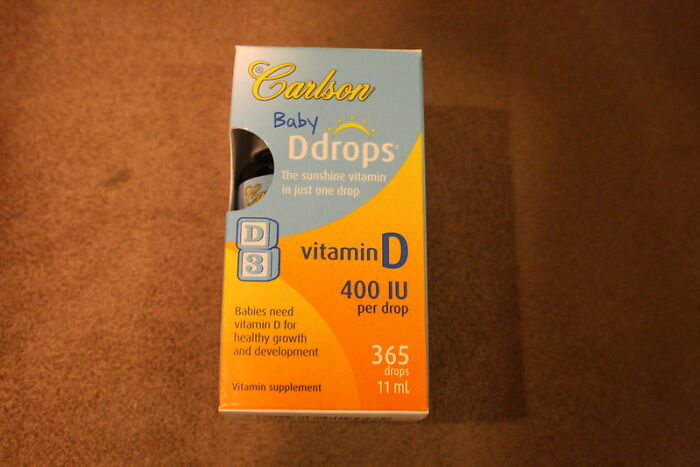 Carlson
Baby
Ddrops®
The sunshine vitamin
in just one drop
D
3
vitamin D
400 IU
per drop
Babies need
vitamin D for
healthy growth
and development
365
drops
11 mL
Vitamin supplement